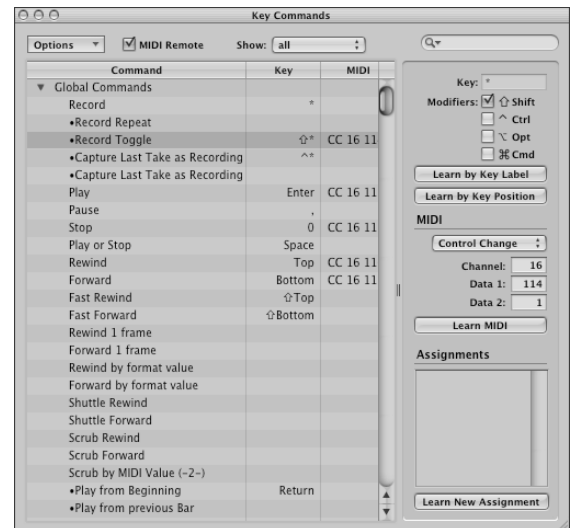 Key Commands
Options
MIDI Remote
Show: all
Command Key MIDI
Global Commands
Record *
•Record Repeat
•Record Toggle ⇧* CC 16 11
•Capture Last Take as Recording ^*
•Capture Last Take as Recording
Play Enter CC 16 11
Pause ,
Stop 0 CC 16 11
Play or Stop Space
Rewind Top CC 16 11
Forward Bottom CC 16 11
Fast Rewind ⇧Top
Fast Forward ⇧Bottom
Rewind 1 frame
Forward 1 frame
Rewind by format value
Forward by format value
Shuttle Rewind
Shuttle Forward
Scrub Rewind
Scrub Forward
Scrub by MIDI Value (-2-)
•Play from Beginning Return
•Play from previous Bar
Key: *
Modifiers: ⇧ Shift
^ Ctrl
⌥ Opt
⌘ Cmd
Learn by Key Label
Learn by Key Position
MIDI
Control Change
Channel: 16
Data 1: 114
Data 2: 1
Learn MIDI
Assignments
Learn New Assignment